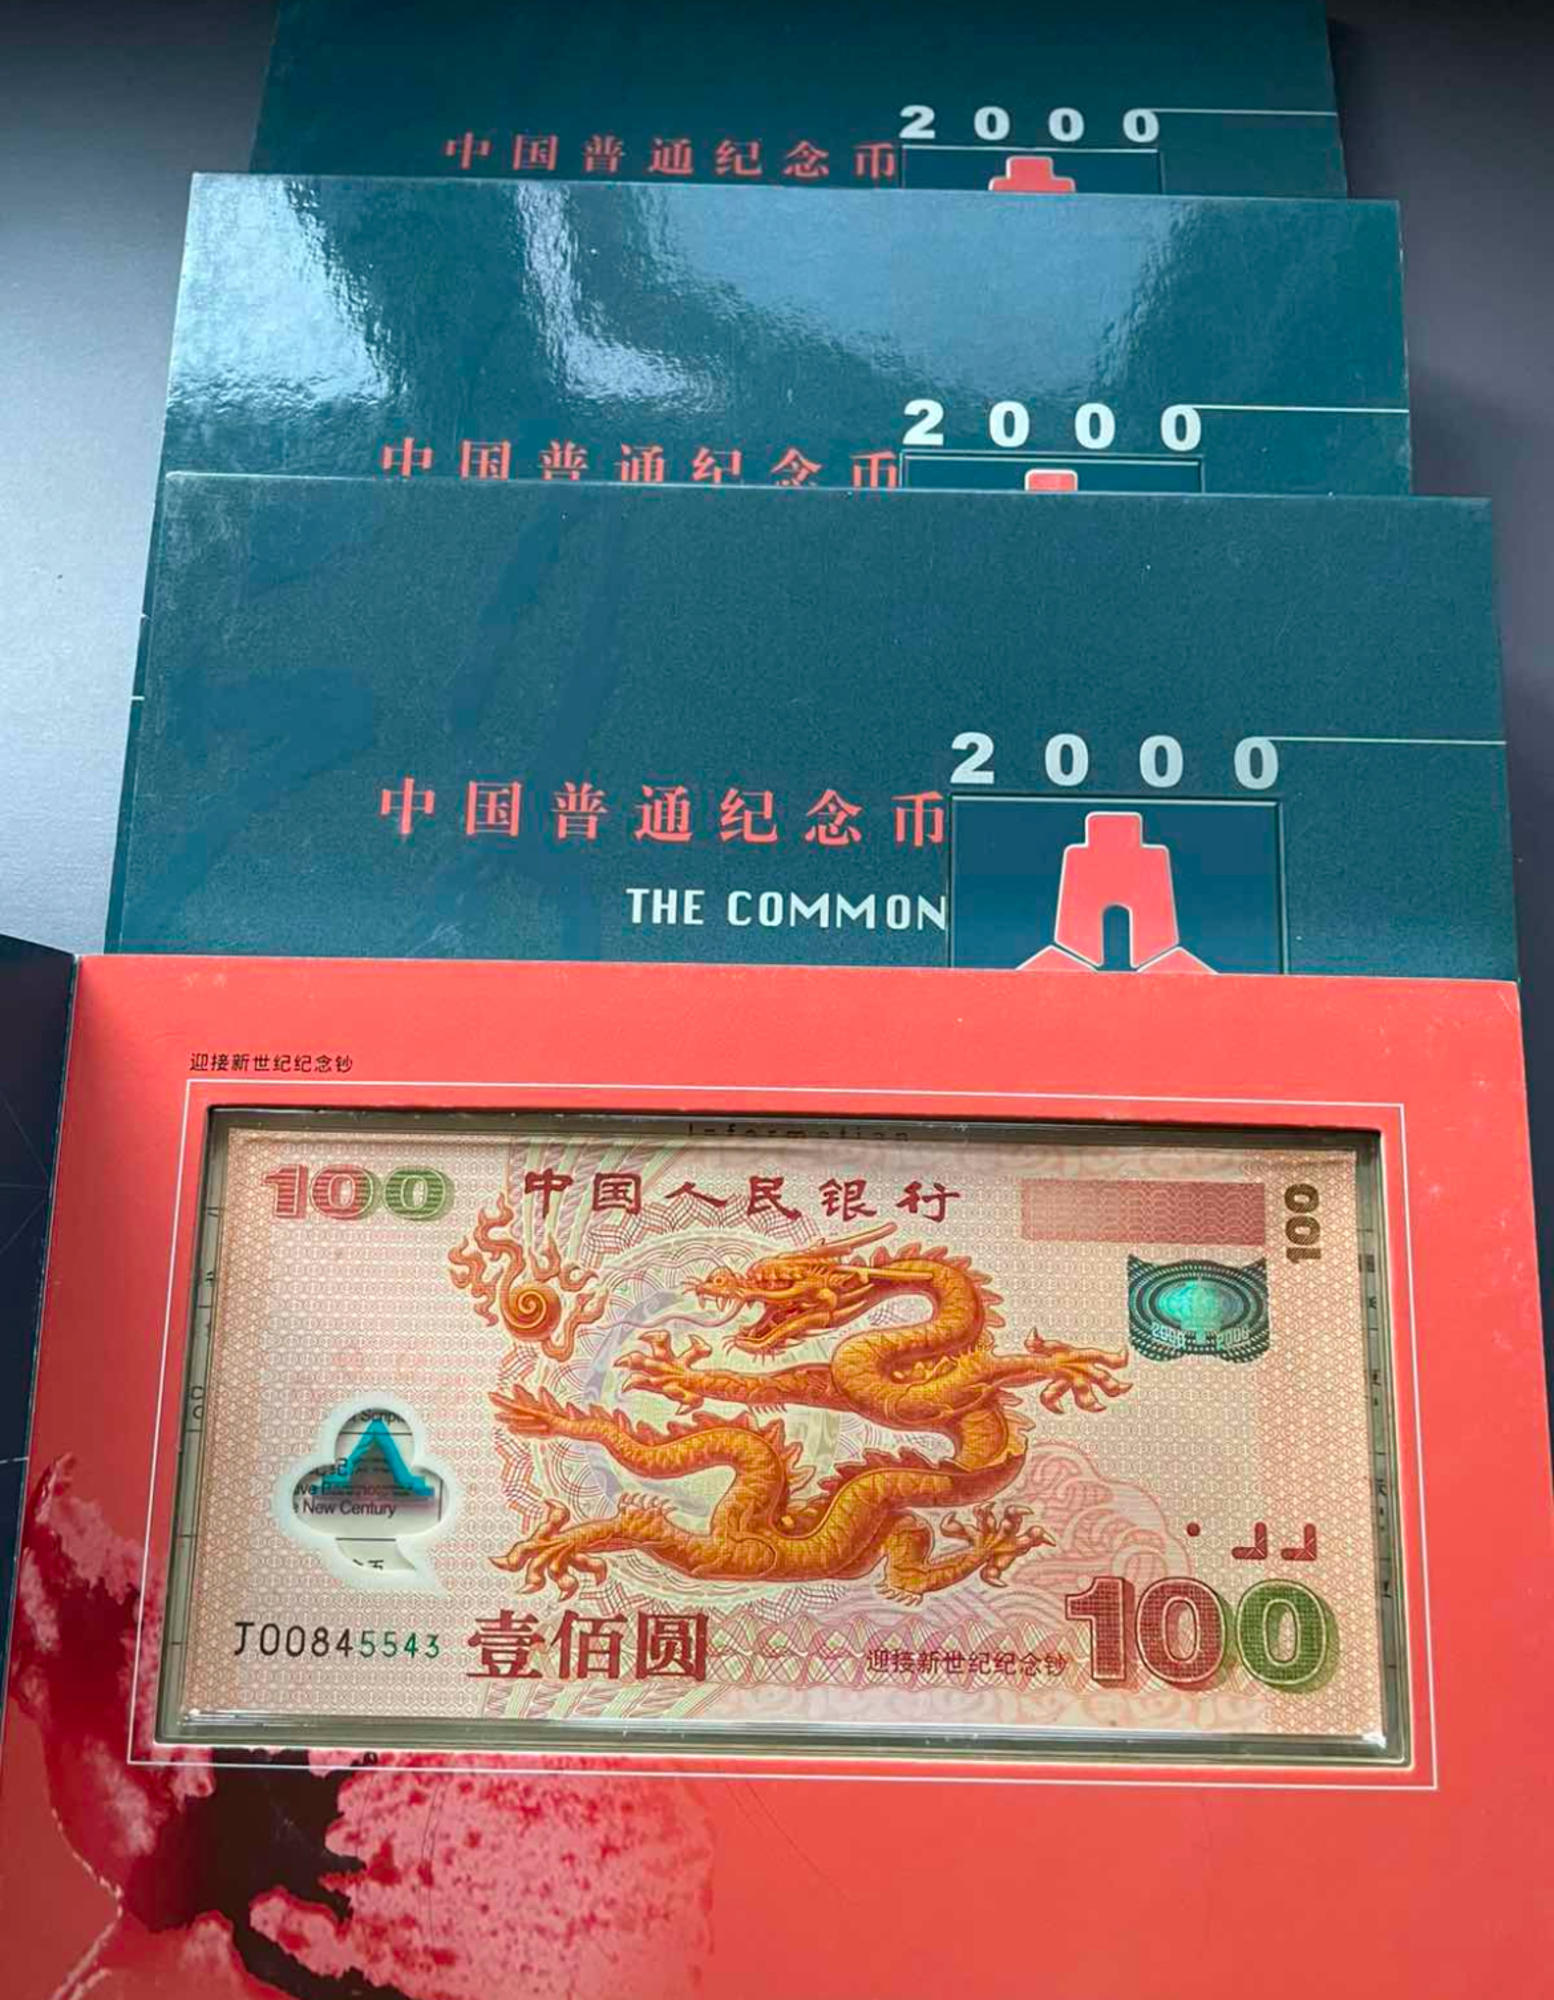 2000
中国普通纪念币
2000
中国普通纪念币
2000
中国普通纪念币
THE COMMON
迎接新世纪纪念钞
Information
100
中国人民银行
100
2000 2000
New Century
J00845543
壹佰圆
迎接新世纪纪念钞
100